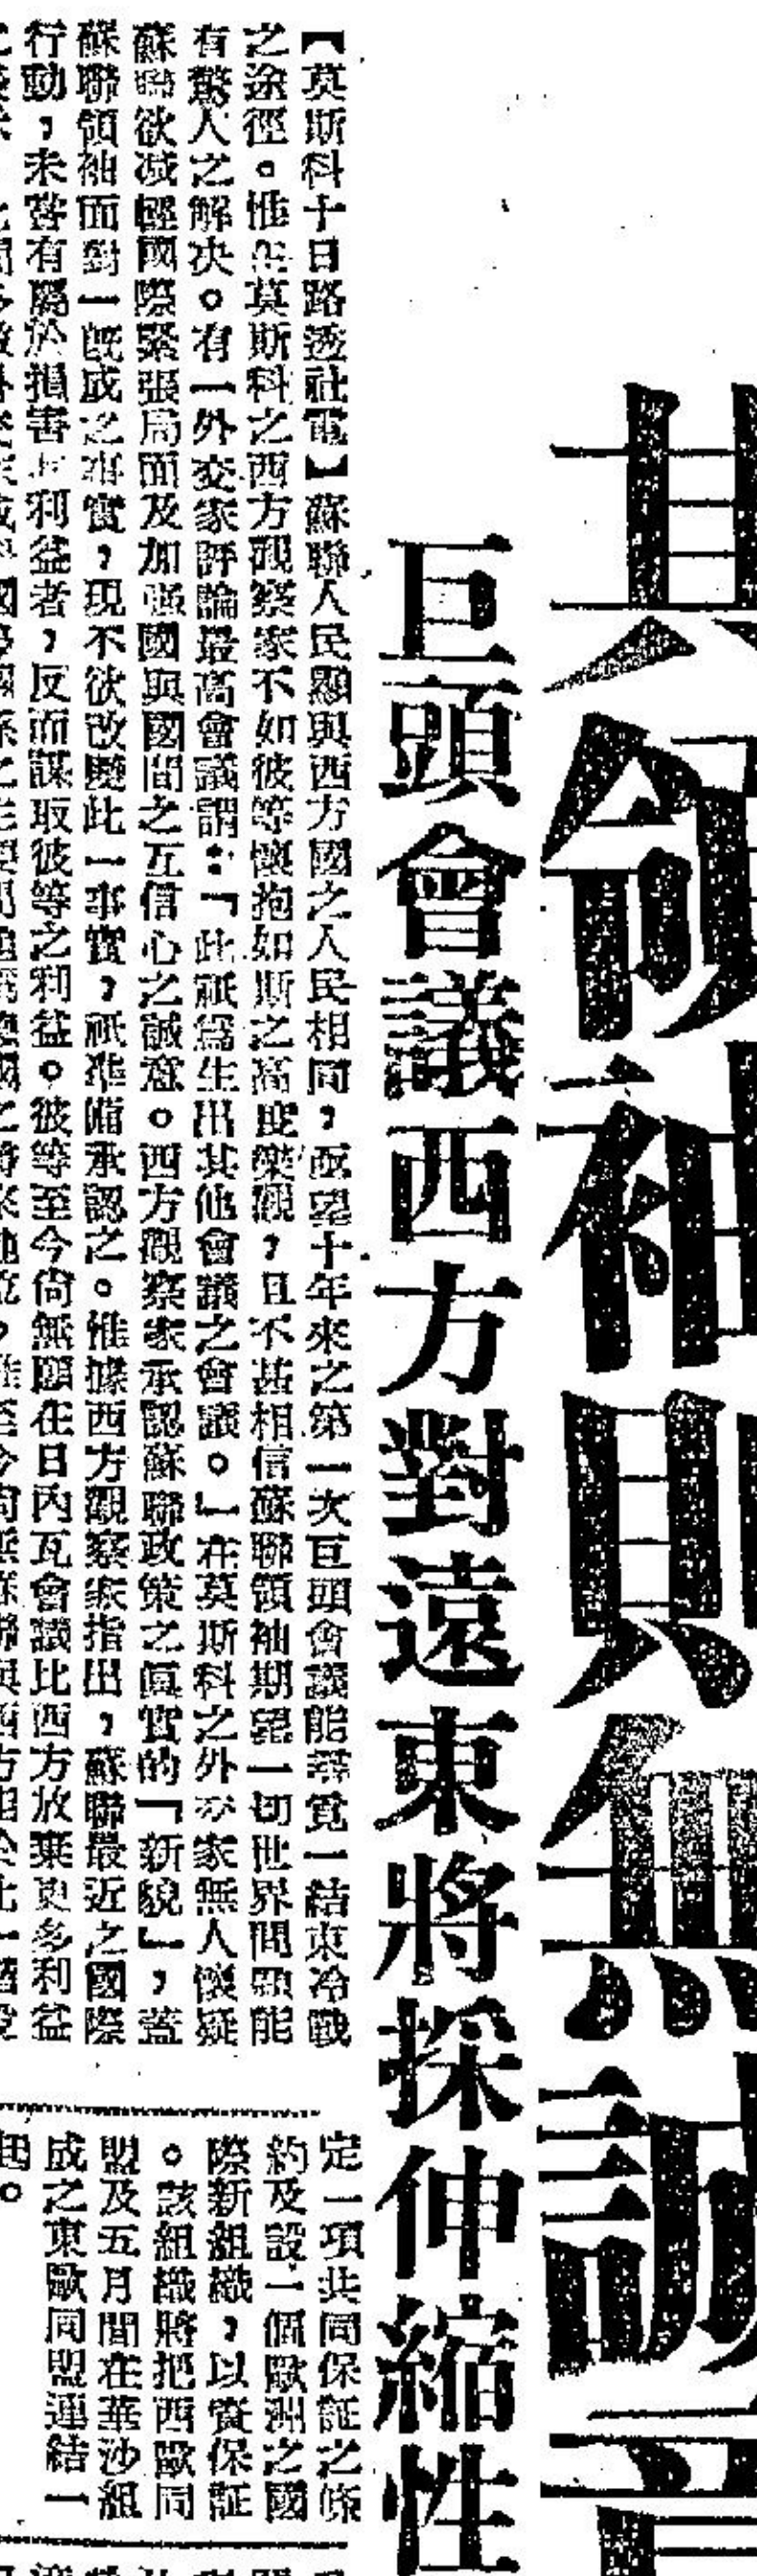 其領袖則無誠意
巨頭會議西方對遠東將採伸縮性
【莫斯科十日路透社電】蘇聯人民顯與西方國之人民相同，亟望十年來之第一次巨頭會議能尋覓一結束冷戰
之途徑。惟在莫斯科之西方觀察家不如彼等懷抱如斯之高度樂觀，且不甚相信蘇聯領袖期望一切世界問題能
有驚人之解決。有一外交家評論最高會議謂：「此祇為生出其他會議之會議。」在莫斯科之外交家無人懷疑
蘇聯欲減輕國際緊張局面及加強國與國間之互信心之誠意。西方觀察家承認蘇聯政策之真實的「新貌」，蓋
蘇聯領袖面對一既成之事實，現不欲改變此一事實，祇準備承認之。惟據西方觀察家指出，蘇聯最近之國際
行動，未嘗有屬於損害其利益者，反而謀取彼等之利益。彼等至今尚無願在日內瓦會議比西方放棄更多利益
定一項共同保証之條
約及設一個歐洲之國
際新組織，以資保証
。該組織將把西歐同
盟及五月間在華沙組
成之東歐同盟連結一
起。